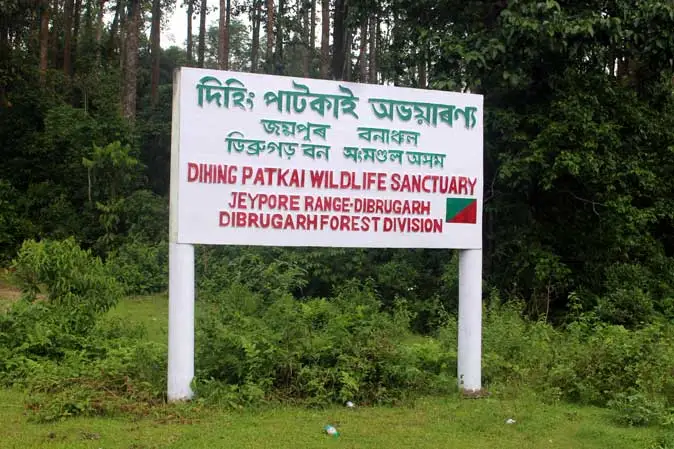 দিহিং পাটকাই অভয়াৰণ্য
জয়পুৰ বনাঞ্চল
ডিব্ৰুগড় বন সংমণ্ডল অসম
DIHING PATKAI WILDLIFE SANCTUARY
JEYPORE RANGE-DIBRUGARH
DIBRUGARH FOREST DIVISION